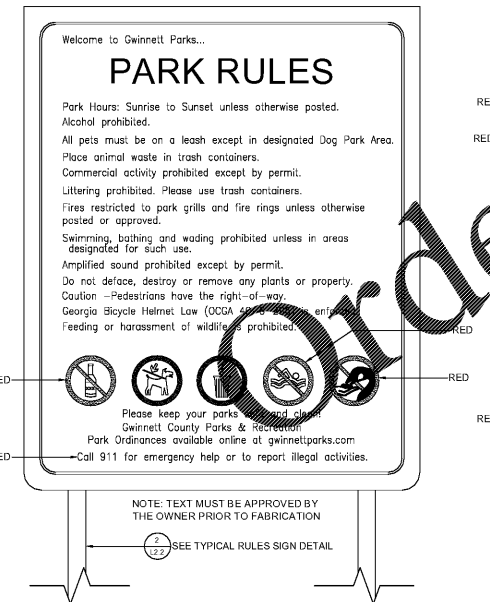 Welcome to Gwinnett Parks...
PARK RULES
Park Hours: Sunrise to Sunset unless otherwise posted.
Alcohol prohibited.
All pets must be on a leash except in designated Dog Park Area.
Place animal waste in trash containers.
Commercial activity prohibited except by permit.
Littering prohibited. Please use trash containers.
Fires restricted to park grills and fire rings unless otherwise
posted or approved.
Swimming, bathing and wading prohibited unless in areas
designated for such use.
Amplified sound prohibited except by permit.
Do not deface, destroy or remove any plants or property.
Caution -Pedestrians have the right-of-way.
Georgia Bicycle Helmet Law (OCGA
Feeding or harassment of wildlife is prohibited.
RED
RED
Please keep your parks and
Gwinnett County Parks & Recreation
Park Ordinances available online at gwinnettparks.com
Call 911 for emergency help or to report illegal activities.
NOTE: TEXT MUST BE APPROVED BY
THE OWNER PRIOR TO FABRICATION
2
L2.2
SEE TYPICAL RULES SIGN DETAIL
Orde